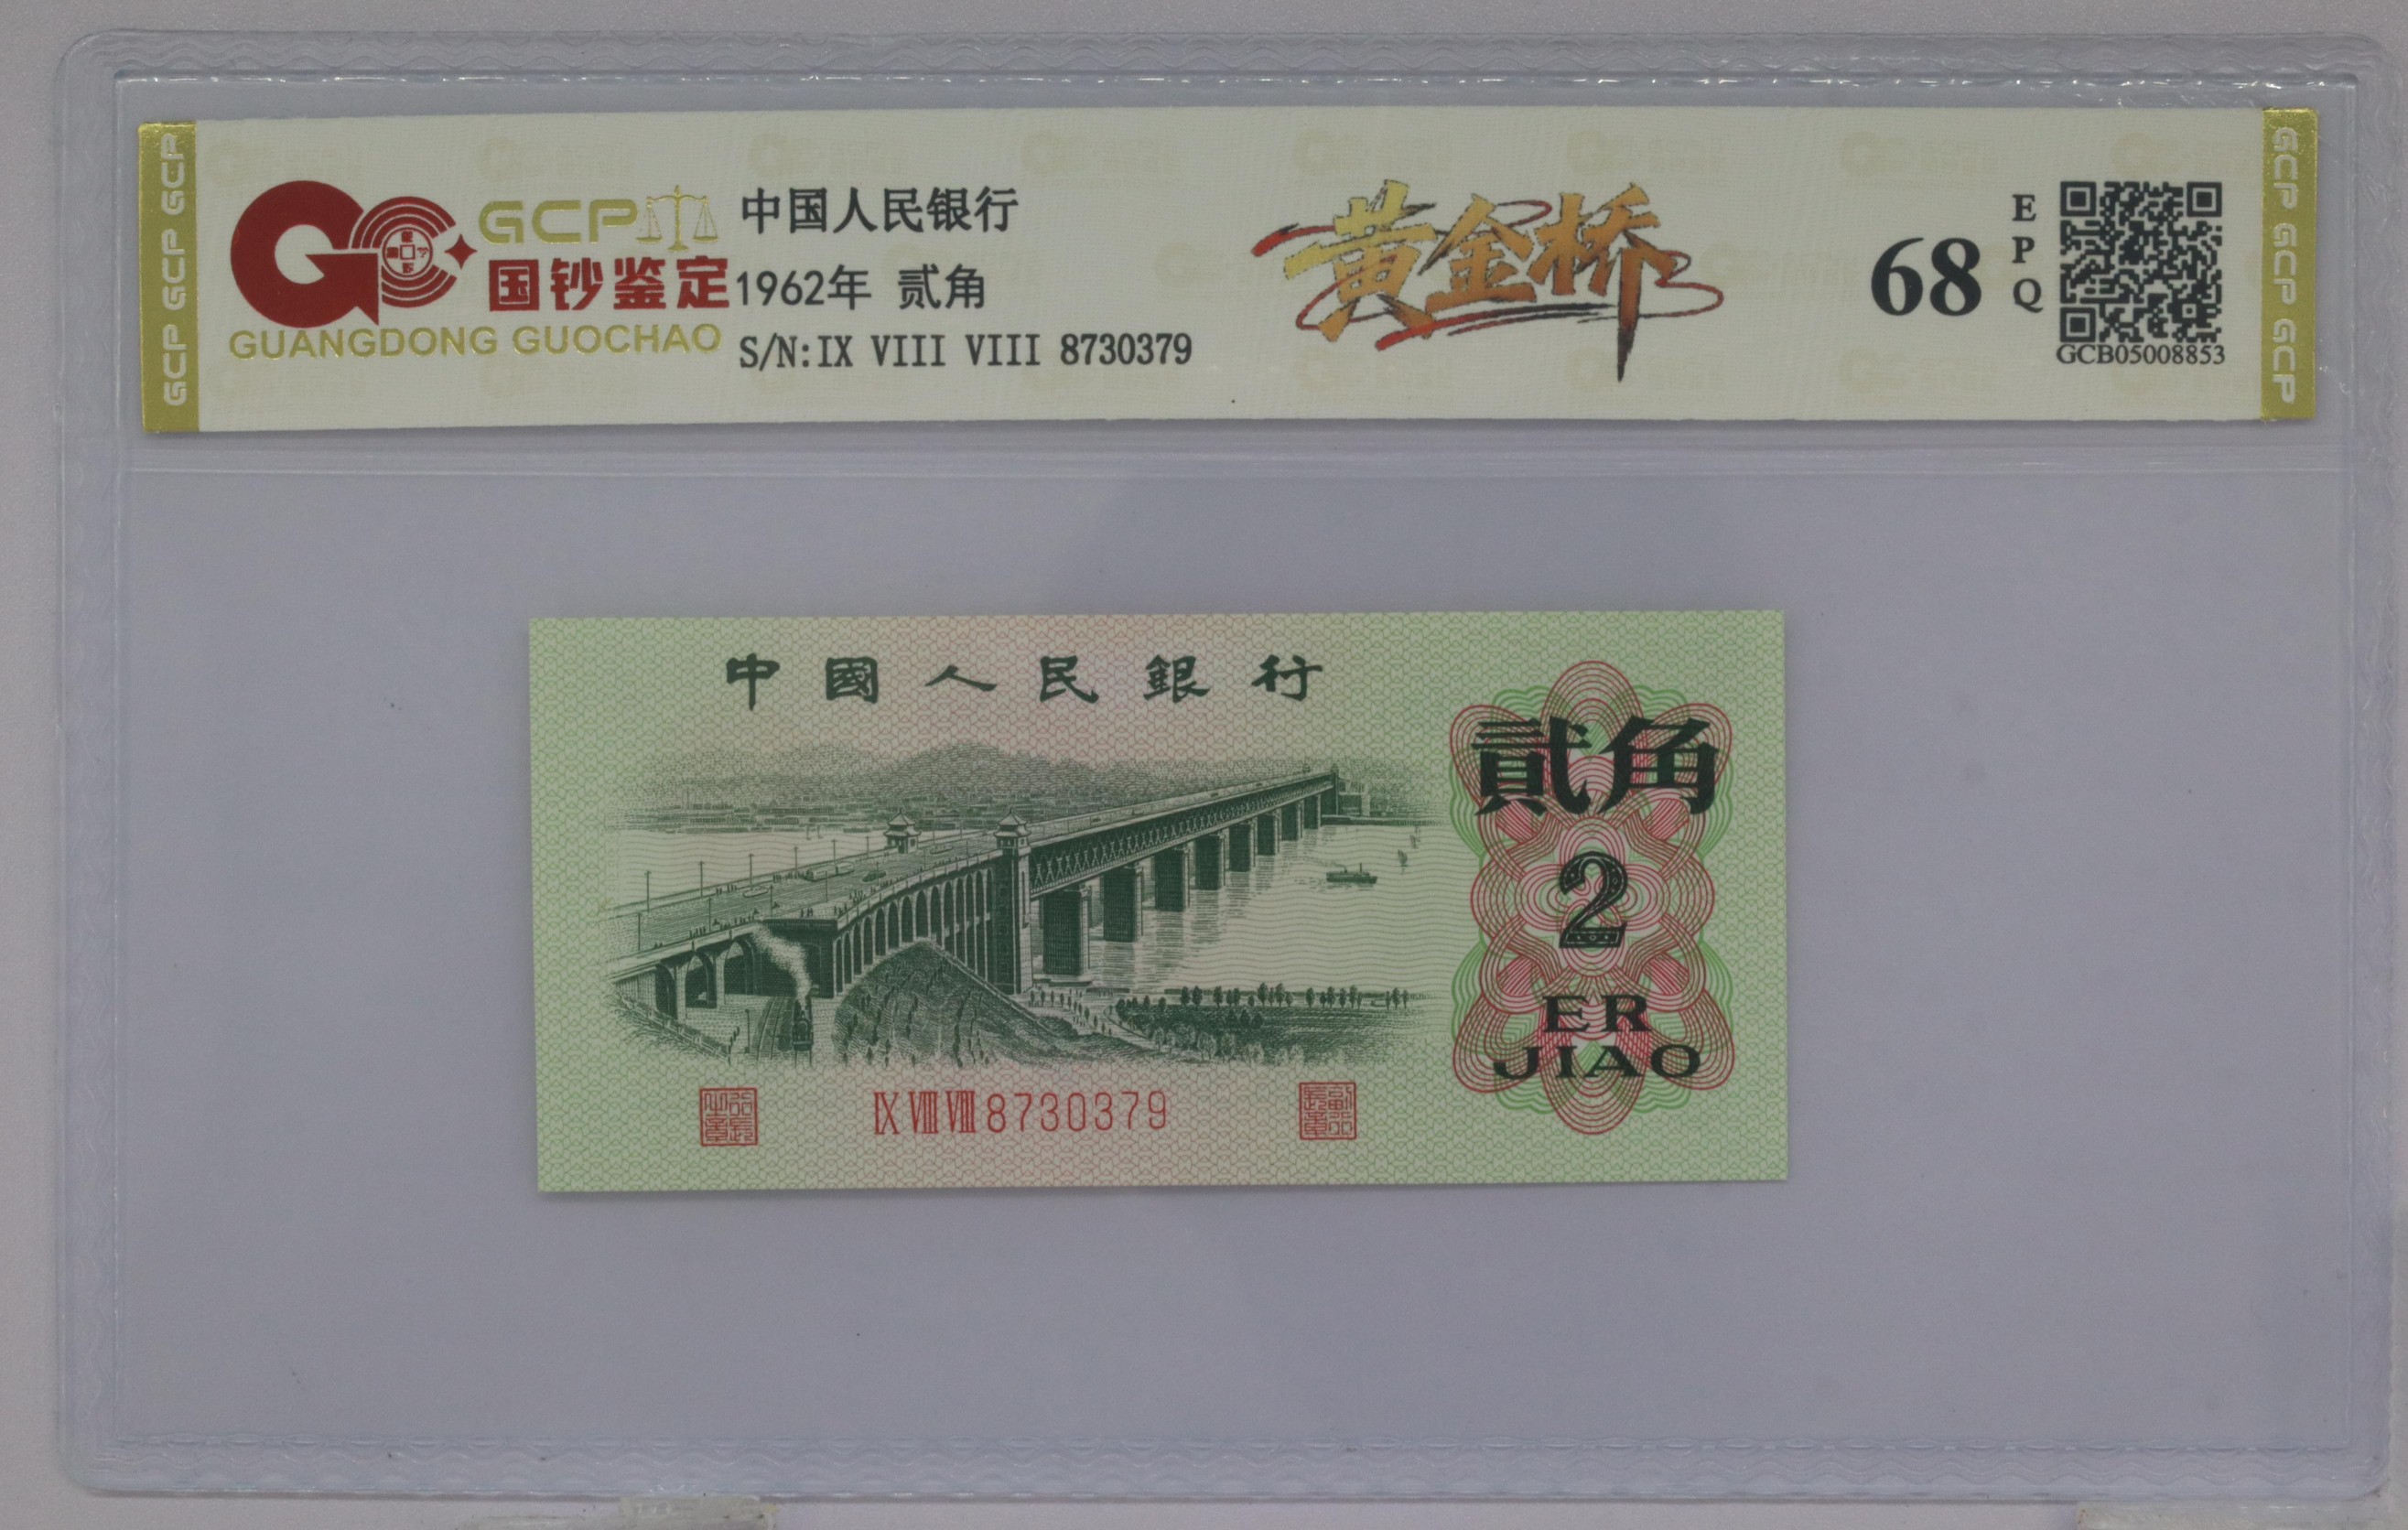 GCP GCP GCP
GCP
国钞鉴定
GUANGDONG GUOCHAO
中国人民银行
1962年 贰角
S/N:IX VIII VIII 8730379
黄金桥
68
EPQ
GCB05008853
GCP GCP GCP
中國人民銀行
貳角
2
ER
JIAO
IX VIII VIII 8730379